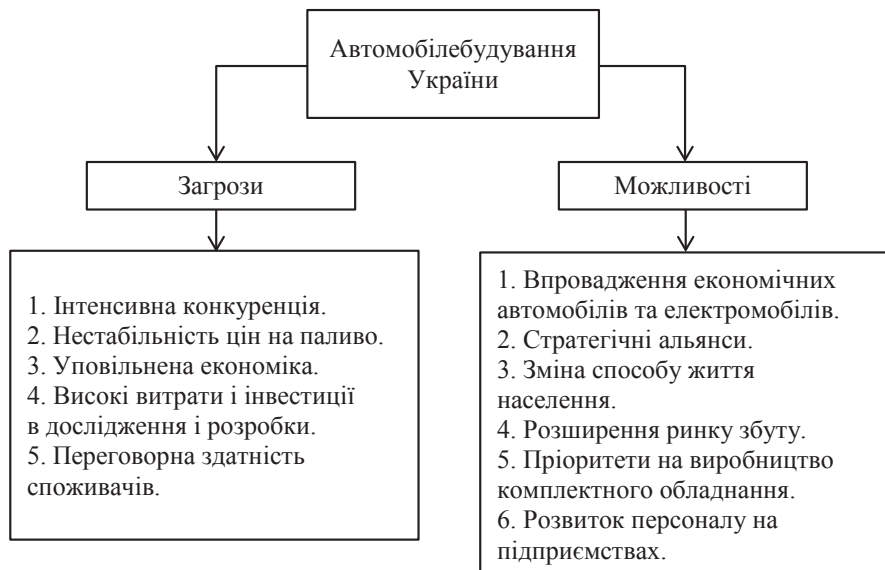 Автомобілебудування
України
Загрози
Можливості
1. Інтенсивна конкуренція.
2. Нестабільність цін на паливо.
3. Уповільнена економіка.
4. Високі витрати і інвестиції
в дослідження і розробки.
5. Переговорна здатність
споживачів.
1. Впровадження економічних
автомобілів та електромобілів.
2. Стратегічні альянси.
3. Зміна способу життя
населення.
4. Розширення ринку збуту.
5. Пріоритети на виробництво
комплектного обладнання.
6. Розвиток персоналу на
підприємствах.